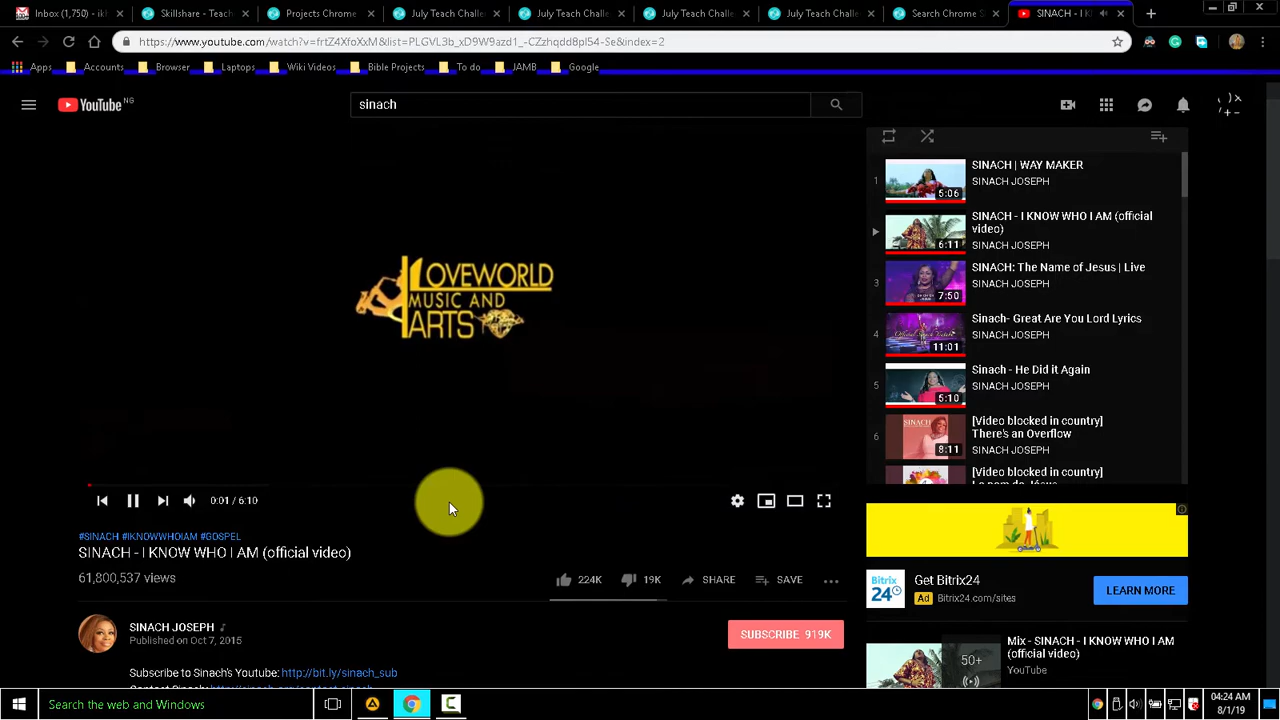 Inbox (1,750) - ikh
Skillshare - Teach
Projects Chrome
July Teach Challe
July Teach Challe
July Teach Challe
July Teach Challe
Search Chrome S
SINACH - I K
https://www.youtube.com/watch?v=frtZ4XfoXxM&list=PLGVL3b_xD9W9azd1_-CZzhqdd8pl54-Se&index=2
Apps Accounts Browser Laptops Wiki Videos Bible Projects To do JAMB Google
YouTube NG
sinach
LOVEWORLD
MUSIC AND
ARTS
0:01 / 6:10
#SINACH #IKNOWWHOIAM #GOSPEL
SINACH - I KNOW WHO I AM (official video)
61,800,537 views
224K 19K SHARE SAVE
SINACH JOSEPH
Published on Oct 7, 2015
SUBSCRIBE 919K
Subscribe to Sinach's Youtube: http://bit.ly/sinach_sub
1
SINACH | WAY MAKER
SINACH JOSEPH
5:06
SINACH - I KNOW WHO I AM (official
video)
SINACH JOSEPH
6:11
3
SINACH: The Name of Jesus | Live
SINACH JOSEPH
7:50
4
Sinach- Great Are You Lord Lyrics
SINACH JOSEPH
11:01
5
Sinach - He Did it Again
SINACH JOSEPH
5:10
6
[Video blocked in country]
There's an Overflow
SINACH JOSEPH
8:11
[Video blocked in country]
Bitrix
24
Get Bitrix24
Ad Bitrix24.com/sites
LEARN MORE
50+
Mix - SINACH - I KNOW WHO I AM
(official video)
YouTube
Search the web and Windows
04:24 AM
8/1/19